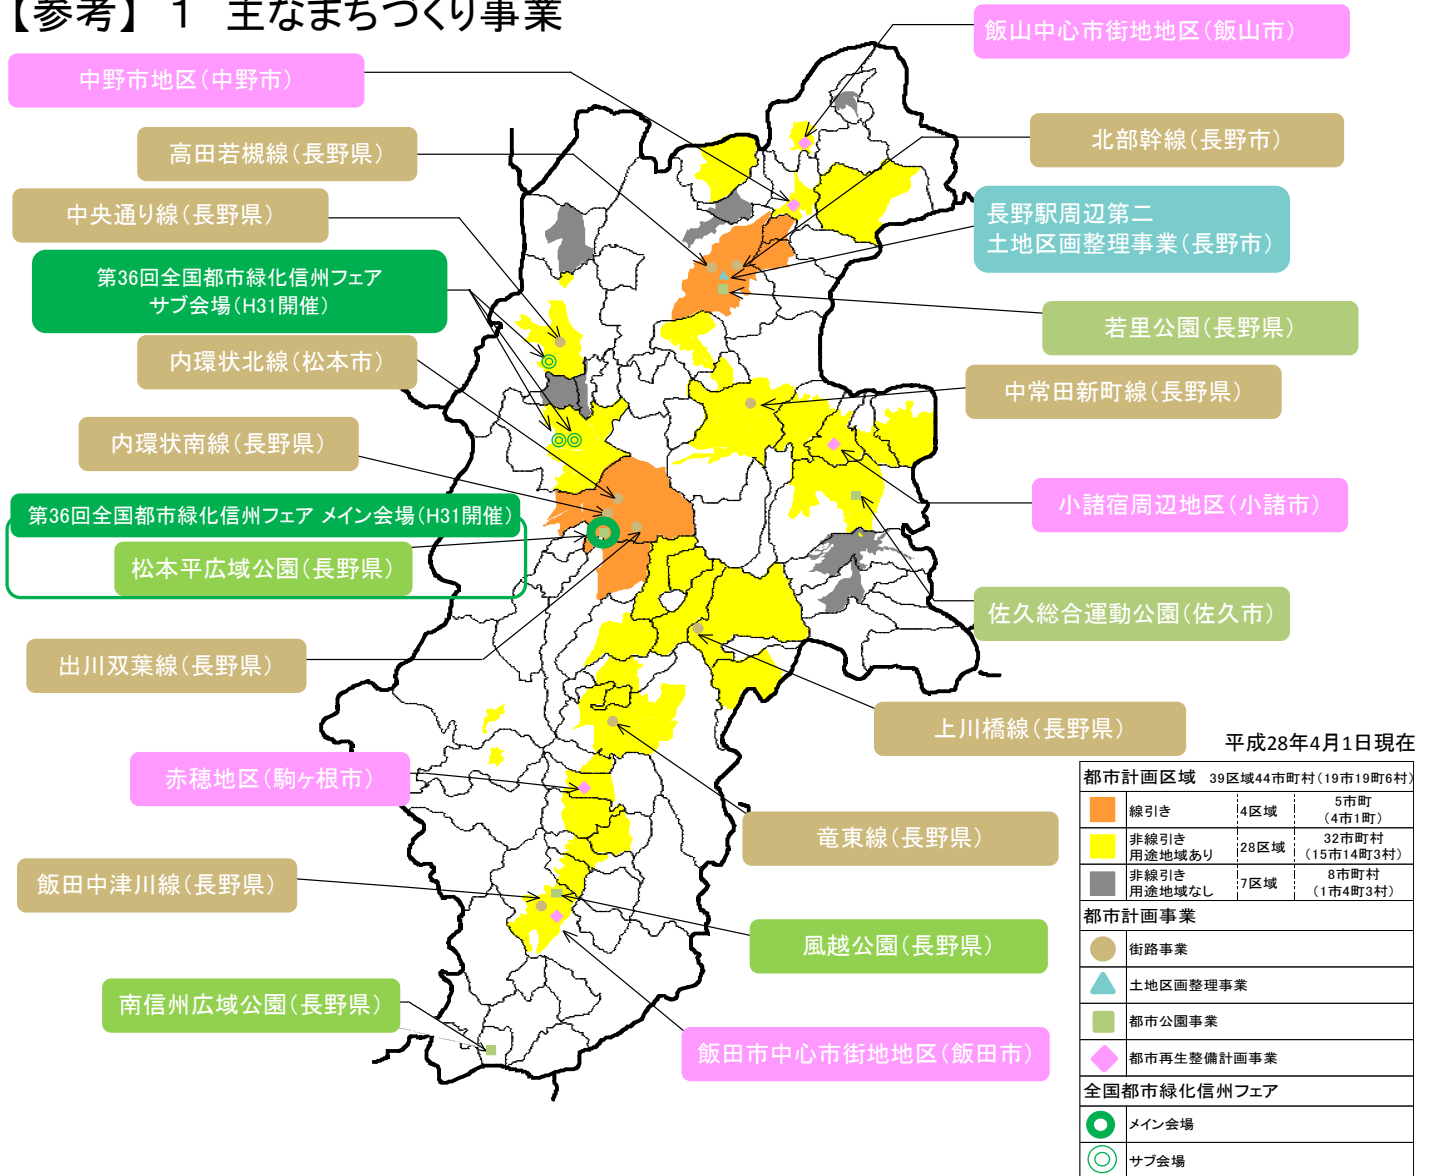 【参考】 1 主なまちづくり事業
飯山中心市街地地区(飯山市)
中野市地区(中野市)
高田若槻線(長野県)
北部幹線(長野市)
中央通り線(長野県)
長野駅周辺第二
土地区画整理事業(長野市)
第36回全国都市緑化信州フェア
サブ会場(H31開催)
若里公園(長野県)
内環状北線(松本市)
中常田新町線(長野県)
内環状南線(長野県)
小諸宿周辺地区(小諸市)
第36回全国都市緑化信州フェア メイン会場(H31開催)
松本平広域公園(長野県)
佐久総合運動公園(佐久市)
出川双葉線(長野県)
上川橋線(長野県)
赤穂地区(駒ヶ根市)
竜東線(長野県)
飯田中津川線(長野県)
風越公園(長野県)
南信州広域公園(長野県)
飯田市中心市街地地区(飯田市)
平成28年4月1日現在
都市計画区域 39区域44市町村(19市19町6村)
線引き 4区域 5市町
(4市1町)
非線引き 28区域 32市町村
用途地域あり (15市14町3村)
非線引き 7区域 8市町村
用途地域なし (1市4町3村)
都市計画事業
街路事業
土地区画整理事業
都市公園事業
都市再生整備計画事業
全国都市緑化信州フェア
メイン会場
サブ会場